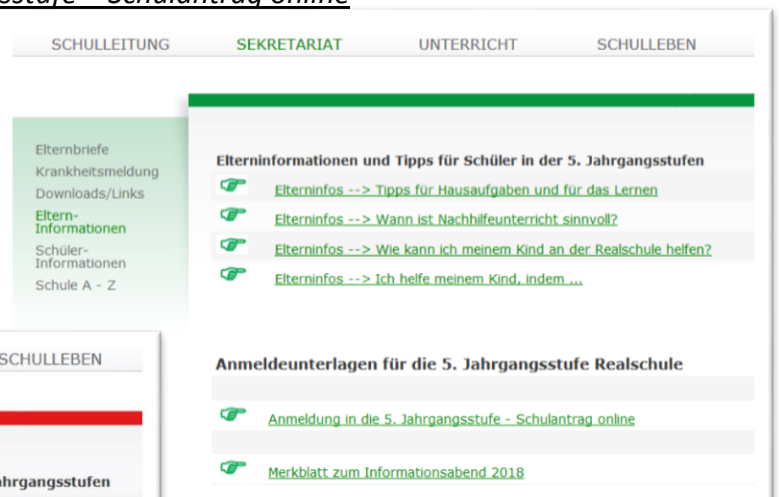 Schulantrag online
SCHULLEITUNG SEKRETARIAT UNTERRICHT SCHULLEBEN
Elternbriefe
Krankheitsmeldung
Downloads/Links
Eltern-
Informationen
Schüler-
Informationen
Schule A - Z
Elterninformationen und Tipps für Schüler in der 5. Jahrgangsstufen
Elterninfos --> Tipps für Hausaufgaben und für das Lernen
Elterninfos --> Wann ist Nachhilfeunterricht sinnvoll?
Elterninfos --> Wie kann ich meinem Kind an der Realschule helfen?
Elterninfos --> Ich helfe meinem Kind, indem ...
Anmeldeunterlagen für die 5. Jahrgangsstufe Realschule
Anmeldung in die 5. Jahrgangsstufe - Schulantrag online
Merkblatt zum Informationsabend 2018
SCHULLEBEN
ahrgangsstufen